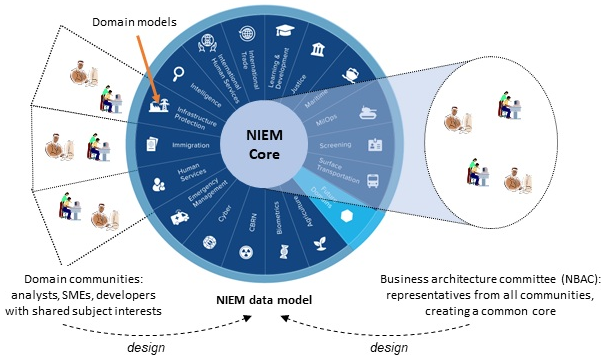 Domain models
NIEM
Core
International
Human Services
International
Trade
Learning &
Development
Justice
Maritime
MilOps
Screening
Surface
Transportation
Future
Domains
Agriculture
Biometrics
CBRN
Cyber
Emergency
Management
Human
Services
Immigration
Infrastructure
Protection
Intelligence
Domain communities:
analysts, SMEs, developers
with shared subject interests
NIEM data model
Business architecture committee (NBAC):
representatives from all communities,
creating a common core
design
design